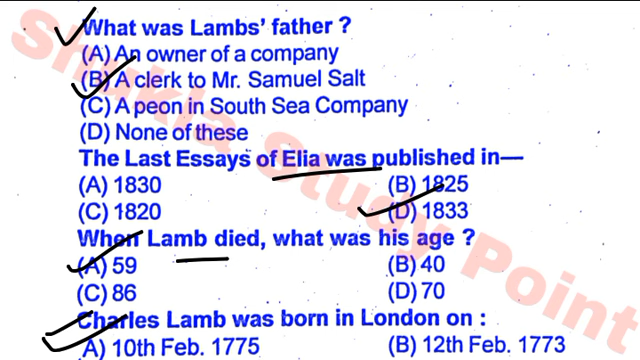 What was Lambs' father ?
(A) An owner of a company
(B) A clerk to Mr. Samuel Salt
(C) A peon in South Sea Company
(D) None of these
The Last Essays of Elia was published in—
(A) 1830 (B) 1825
(C) 1820 (D) 1833
When Lamb died, what was his age ?
(A) 59 (B) 40
(C) 86 (D) 70
Charles Lamb was born in London on :
A) 10th Feb. 1775 (B) 12th Feb. 1773
Shukla Study Point